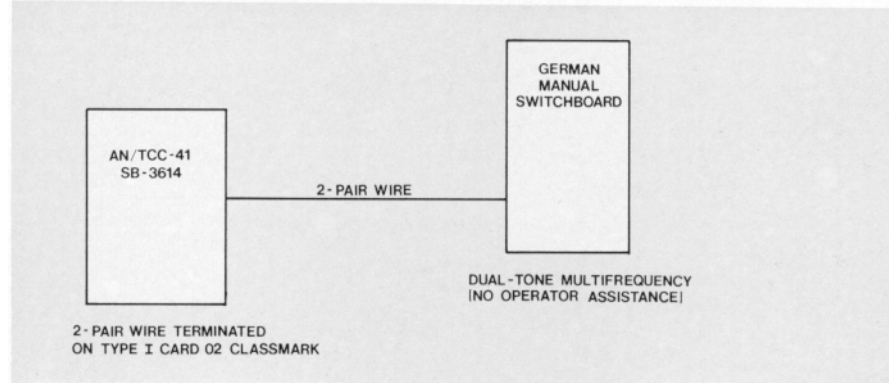 GERMAN
MANUAL
SWITCHBOARD
AN/TCC-41
SB-3614
2-PAIR WIRE
DUAL-TONE MULTIFREQUENCY
[NO OPERATOR ASSISTANCE]
2-PAIR WIRE TERMINATED
ON TYPE I CARD 02 CLASSMARK